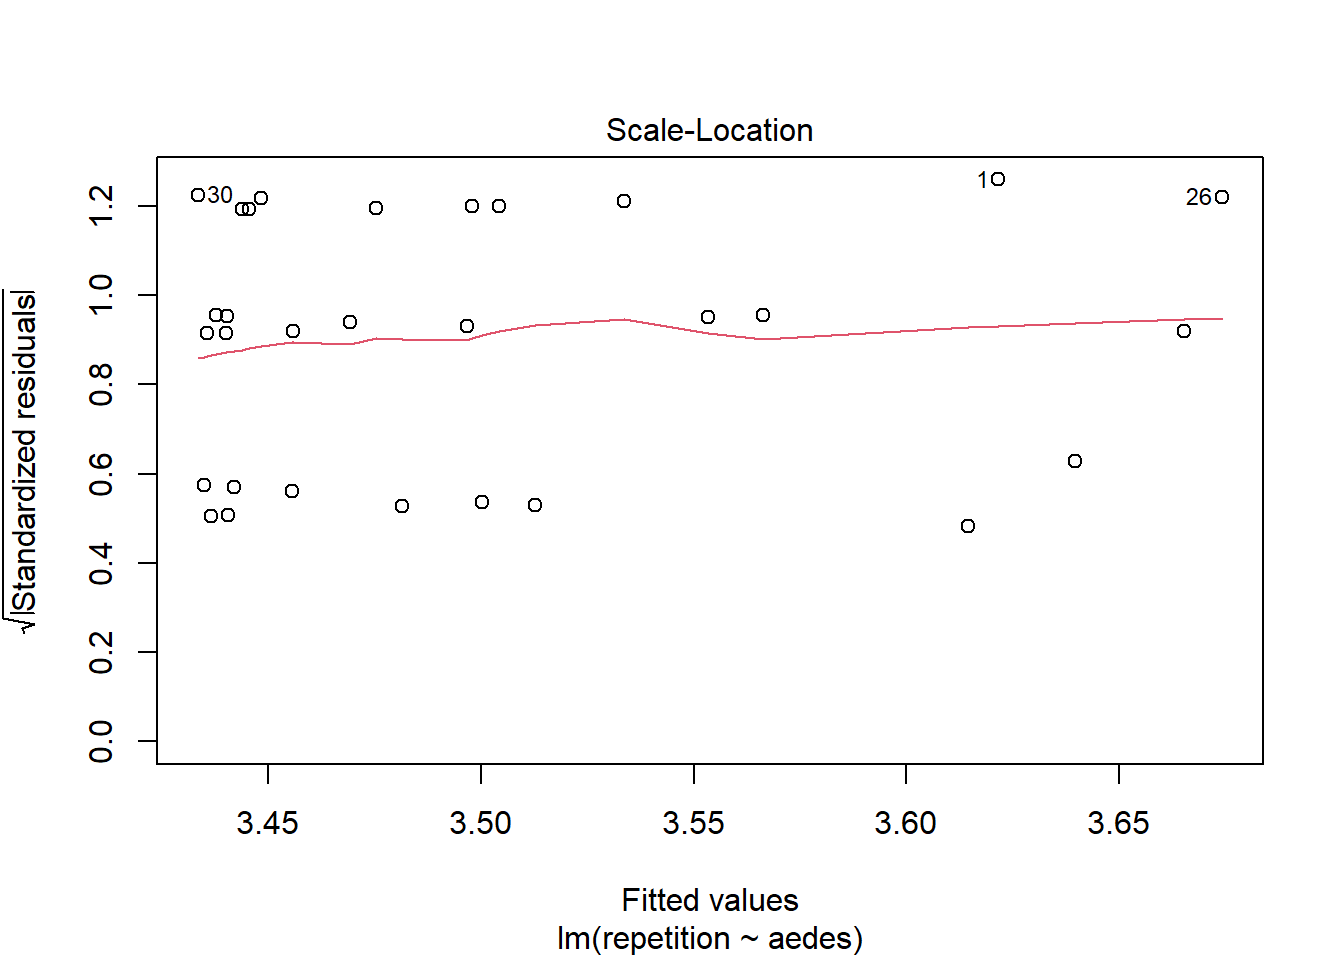 Scale-Location
√|Standardized residuals|
0.0 0.2 0.4 0.6 0.8 1.0 1.2
30
1
26
3.45 3.50 3.55 3.60 3.65
Fitted values
lm(repetition ~ aedes)